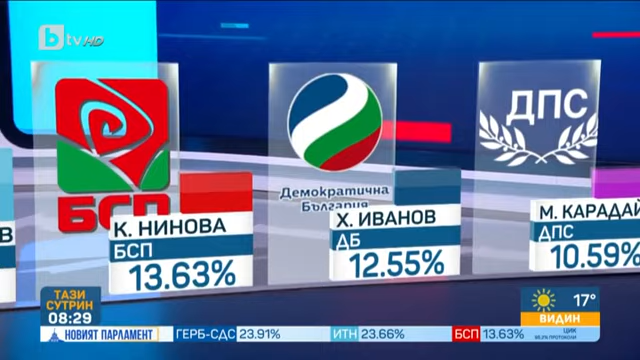 bTV HD
БСП
Демократична
България
ДПС
В
К. НИНОВА
БСП
13.63%
Х. ИВАНОВ
ДБ
12.55%
М. КАРАДАЙ
ДПС
10.59%
ТАЗИ
СУТРИН
08:29
17°
ВИДИН
НОВИЯТ ПАРЛАМЕНТ
ГЕРБ-СДС 23.91% ИТН 23.66% БСП 13.63%
ЦИК